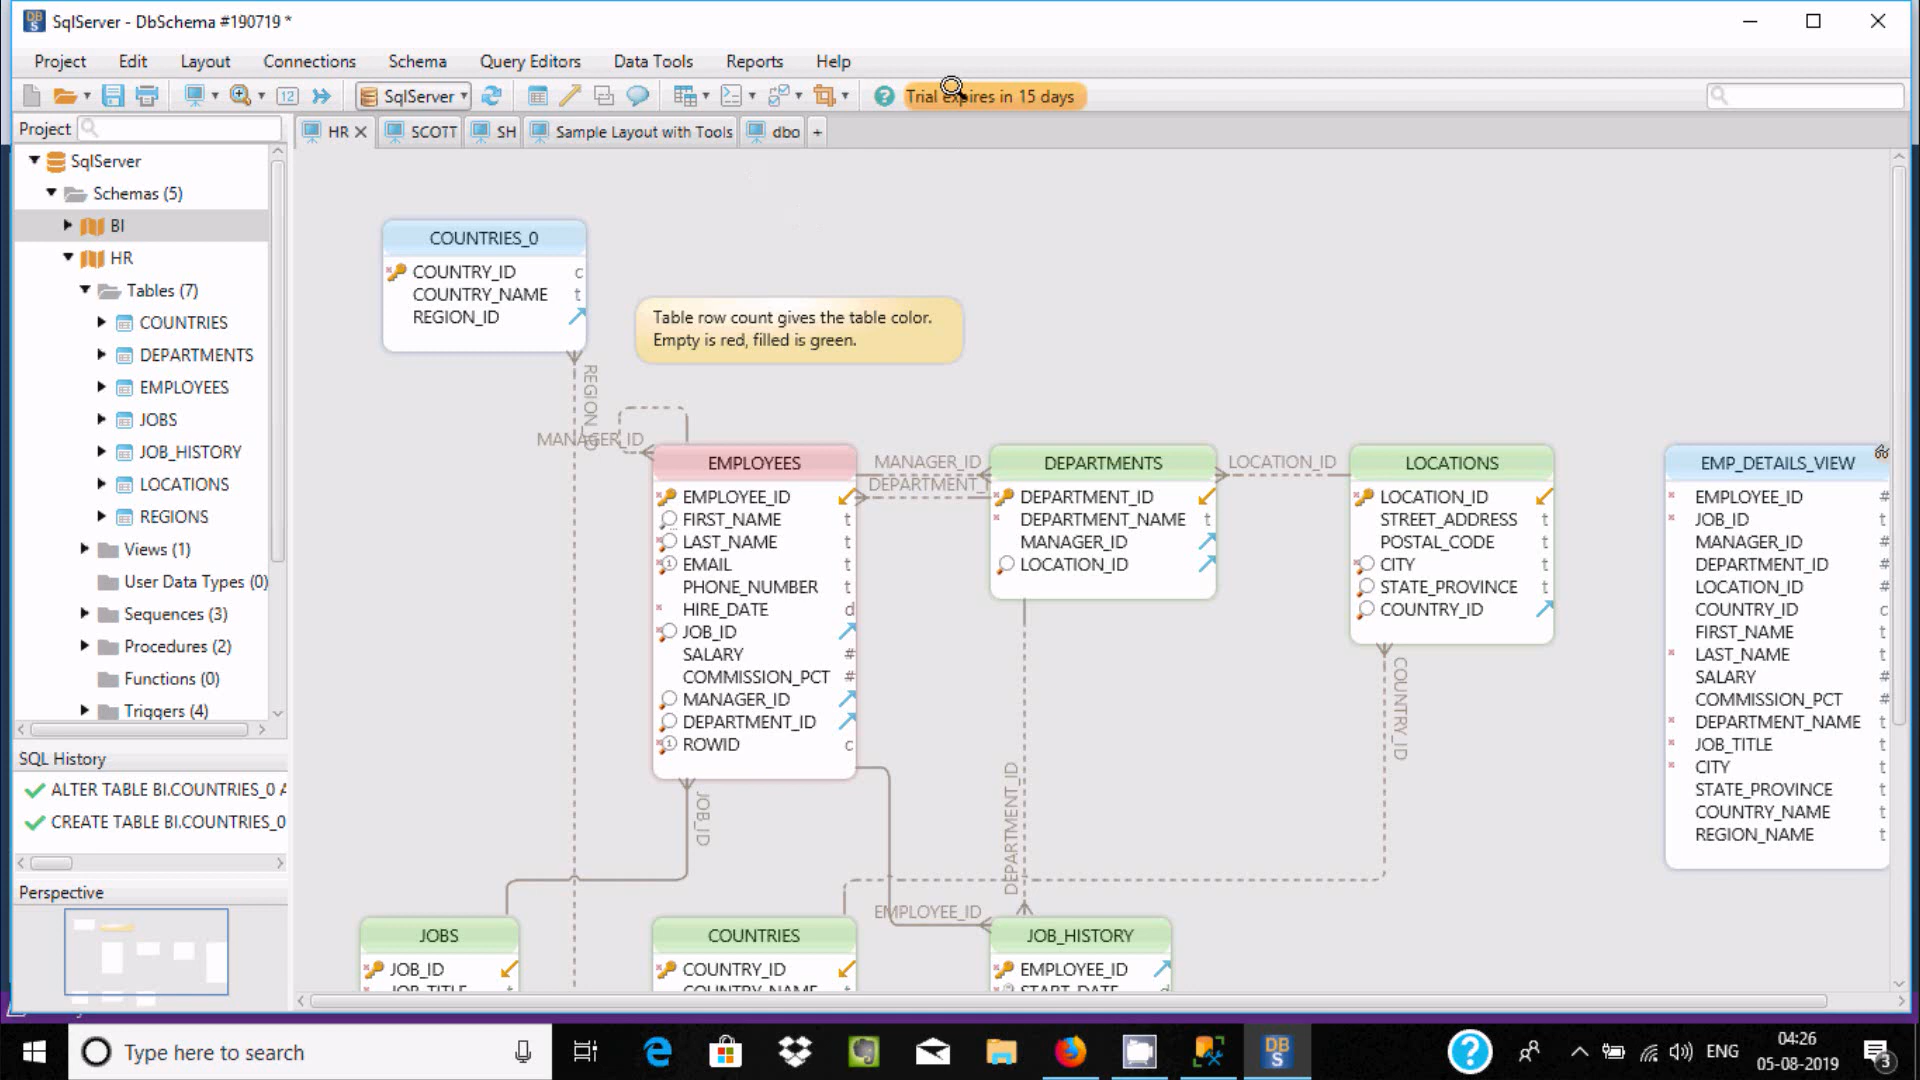 SqlServer - DbSchema #190719 *
Project Edit Layout Connections Schema Query Editors Data Tools Reports Help
12 SqlServer Trial expires in 15 days
Project
HR SCOTT SH Sample Layout with Tools dbo +
SqlServer
Schemas (5)
BI
HR
Tables (7)
COUNTRIES
DEPARTMENTS
EMPLOYEES
JOBS
JOB_HISTORY
LOCATIONS
REGIONS
Views (1)
User Data Types (0)
Sequences (3)
Procedures (2)
Functions (0)
Triggers (4)
SQL History
ALTER TABLE BI.COUNTRIES_0 A
CREATE TABLE BI.COUNTRIES_0
Perspective
COUNTRIES_0
COUNTRY_ID c
COUNTRY_NAME t
REGION_ID
Table row count gives the table color.
Empty is red, filled is green.
REGION_ID
MANAGER_ID
EMPLOYEES
EMPLOYEE_ID
FIRST_NAME t
LAST_NAME t
EMAIL t
PHONE_NUMBER t
HIRE_DATE d
JOB_ID
SALARY #
COMMISSION_PCT #
MANAGER_ID
DEPARTMENT_ID
ROWID c
MANAGER_ID
DEPARTMENT_I
DEPARTMENTS
DEPARTMENT_ID
DEPARTMENT_NAME t
MANAGER_ID
LOCATION_ID
LOCATION_ID
LOCATIONS
LOCATION_ID
STREET_ADDRESS t
POSTAL_CODE t
CITY t
STATE_PROVINCE t
COUNTRY_ID
EMP_DETAILS_VIEW
EMPLOYEE_ID #
JOB_ID t
MANAGER_ID #
DEPARTMENT_ID #
LOCATION_ID #
COUNTRY_ID c
FIRST_NAME t
LAST_NAME t
SALARY #
COMMISSION_PCT #
DEPARTMENT_NAME t
JOB_TITLE t
CITY t
STATE_PROVINCE t
COUNTRY_NAME t
REGION_NAME t
JOB_ID
DEPARTMENT_ID
COUNTRY_ID
EMPLOYEE_ID
JOBS
JOB_ID
JOB_TITLE t
COUNTRIES
COUNTRY_ID
COUNTRY_NAME t
JOB_HISTORY
EMPLOYEE_ID
START_DATE d
Type here to search
DB
S
ENG
04:26
05-08-2019
3